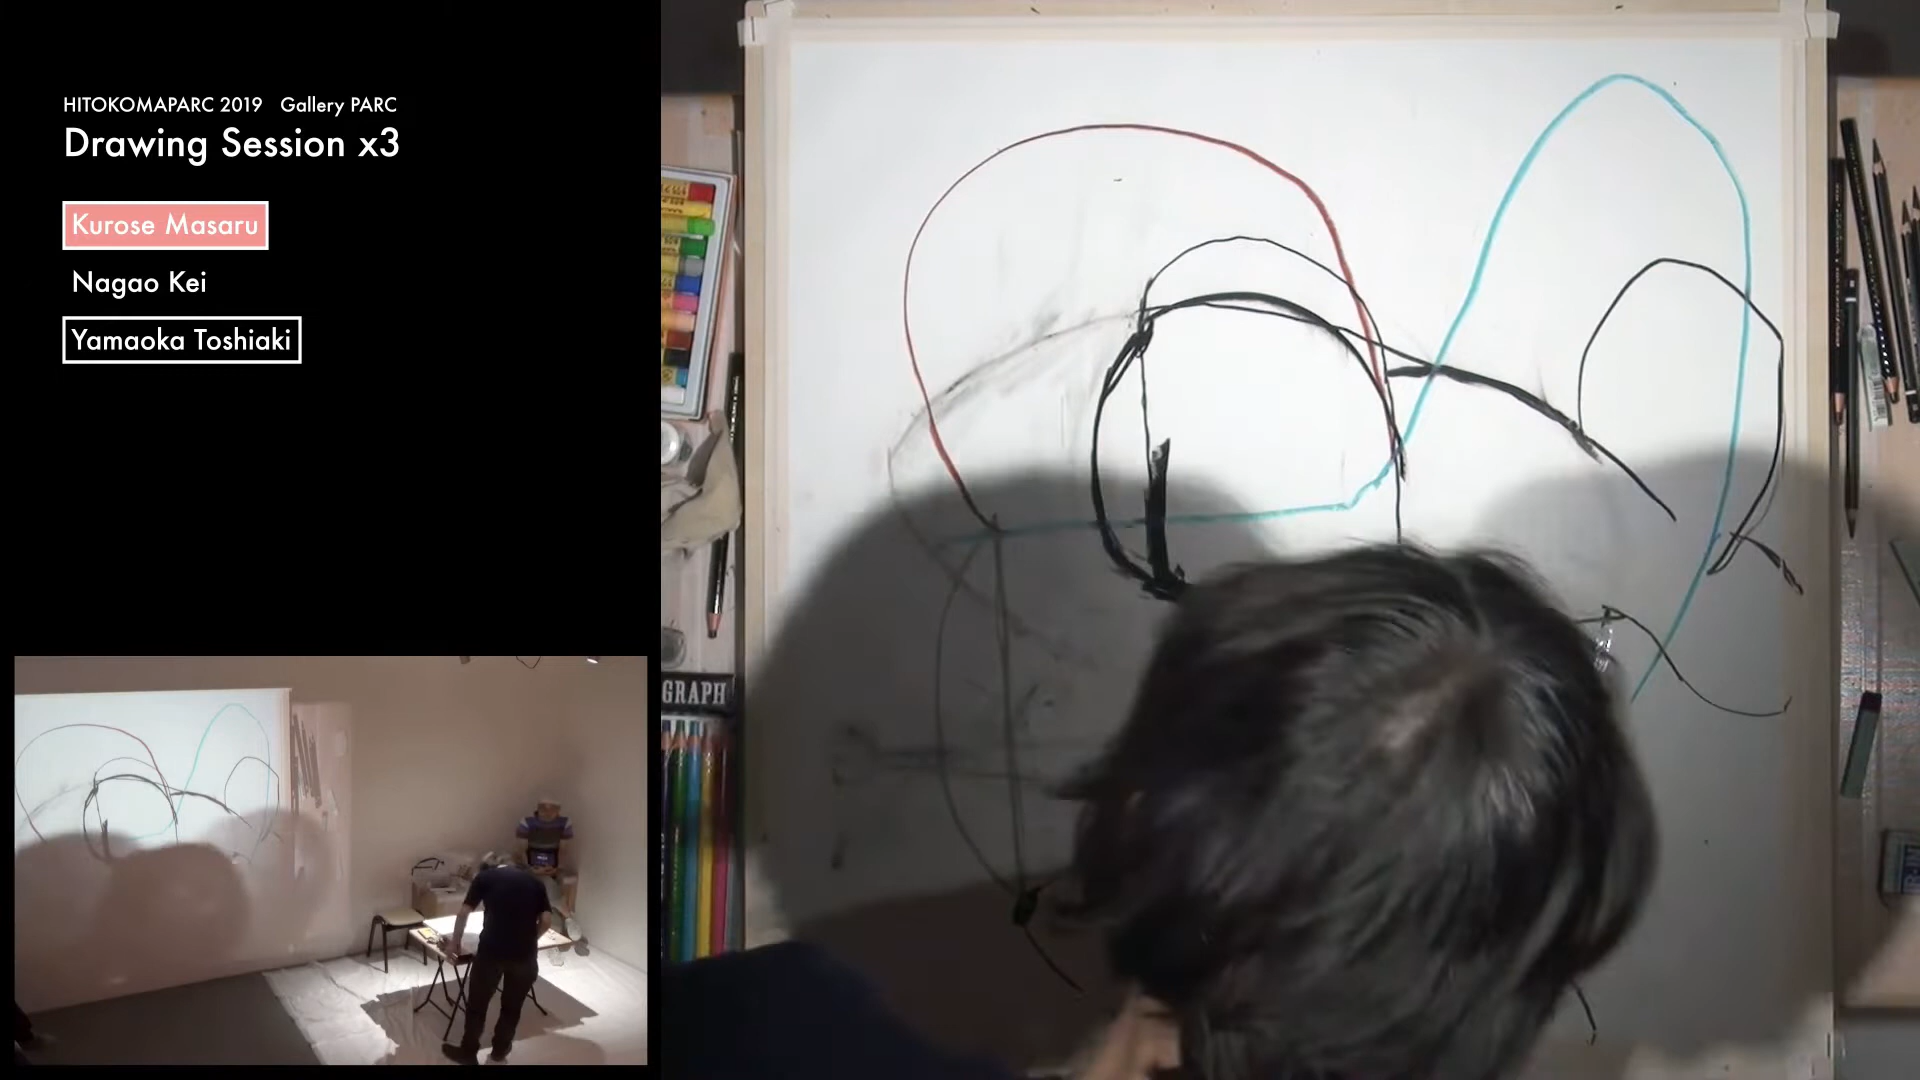 HITOKOMAPARC 2019 Gallery PARC
Drawing Session x3
Kurose Masaru
Nagao Kei
Yamaoka Toshiaki
GRAPH